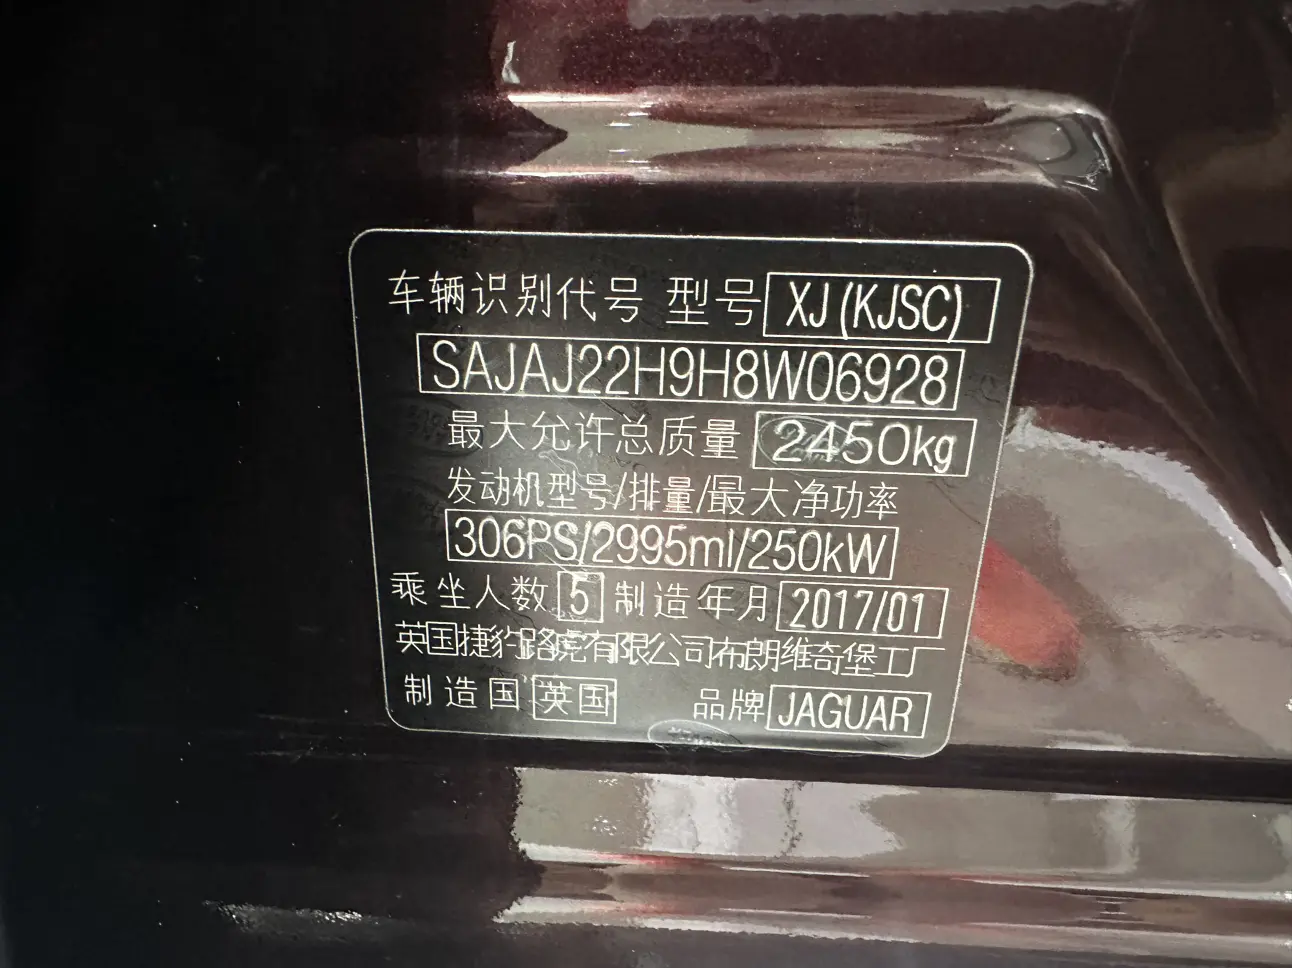 车辆识别代号 型号 XJ (KJSC)
SAJAJ22H9H8W06928
最大允许总质量 2450kg
发动机型号/排量/最大净功率
306PS/2995ml/250kW
乘坐人数 5 制造年月 2017/01
英国捷豹路虎有限公司布朗维奇堡工厂
制造国 英国 品牌 JAGUAR